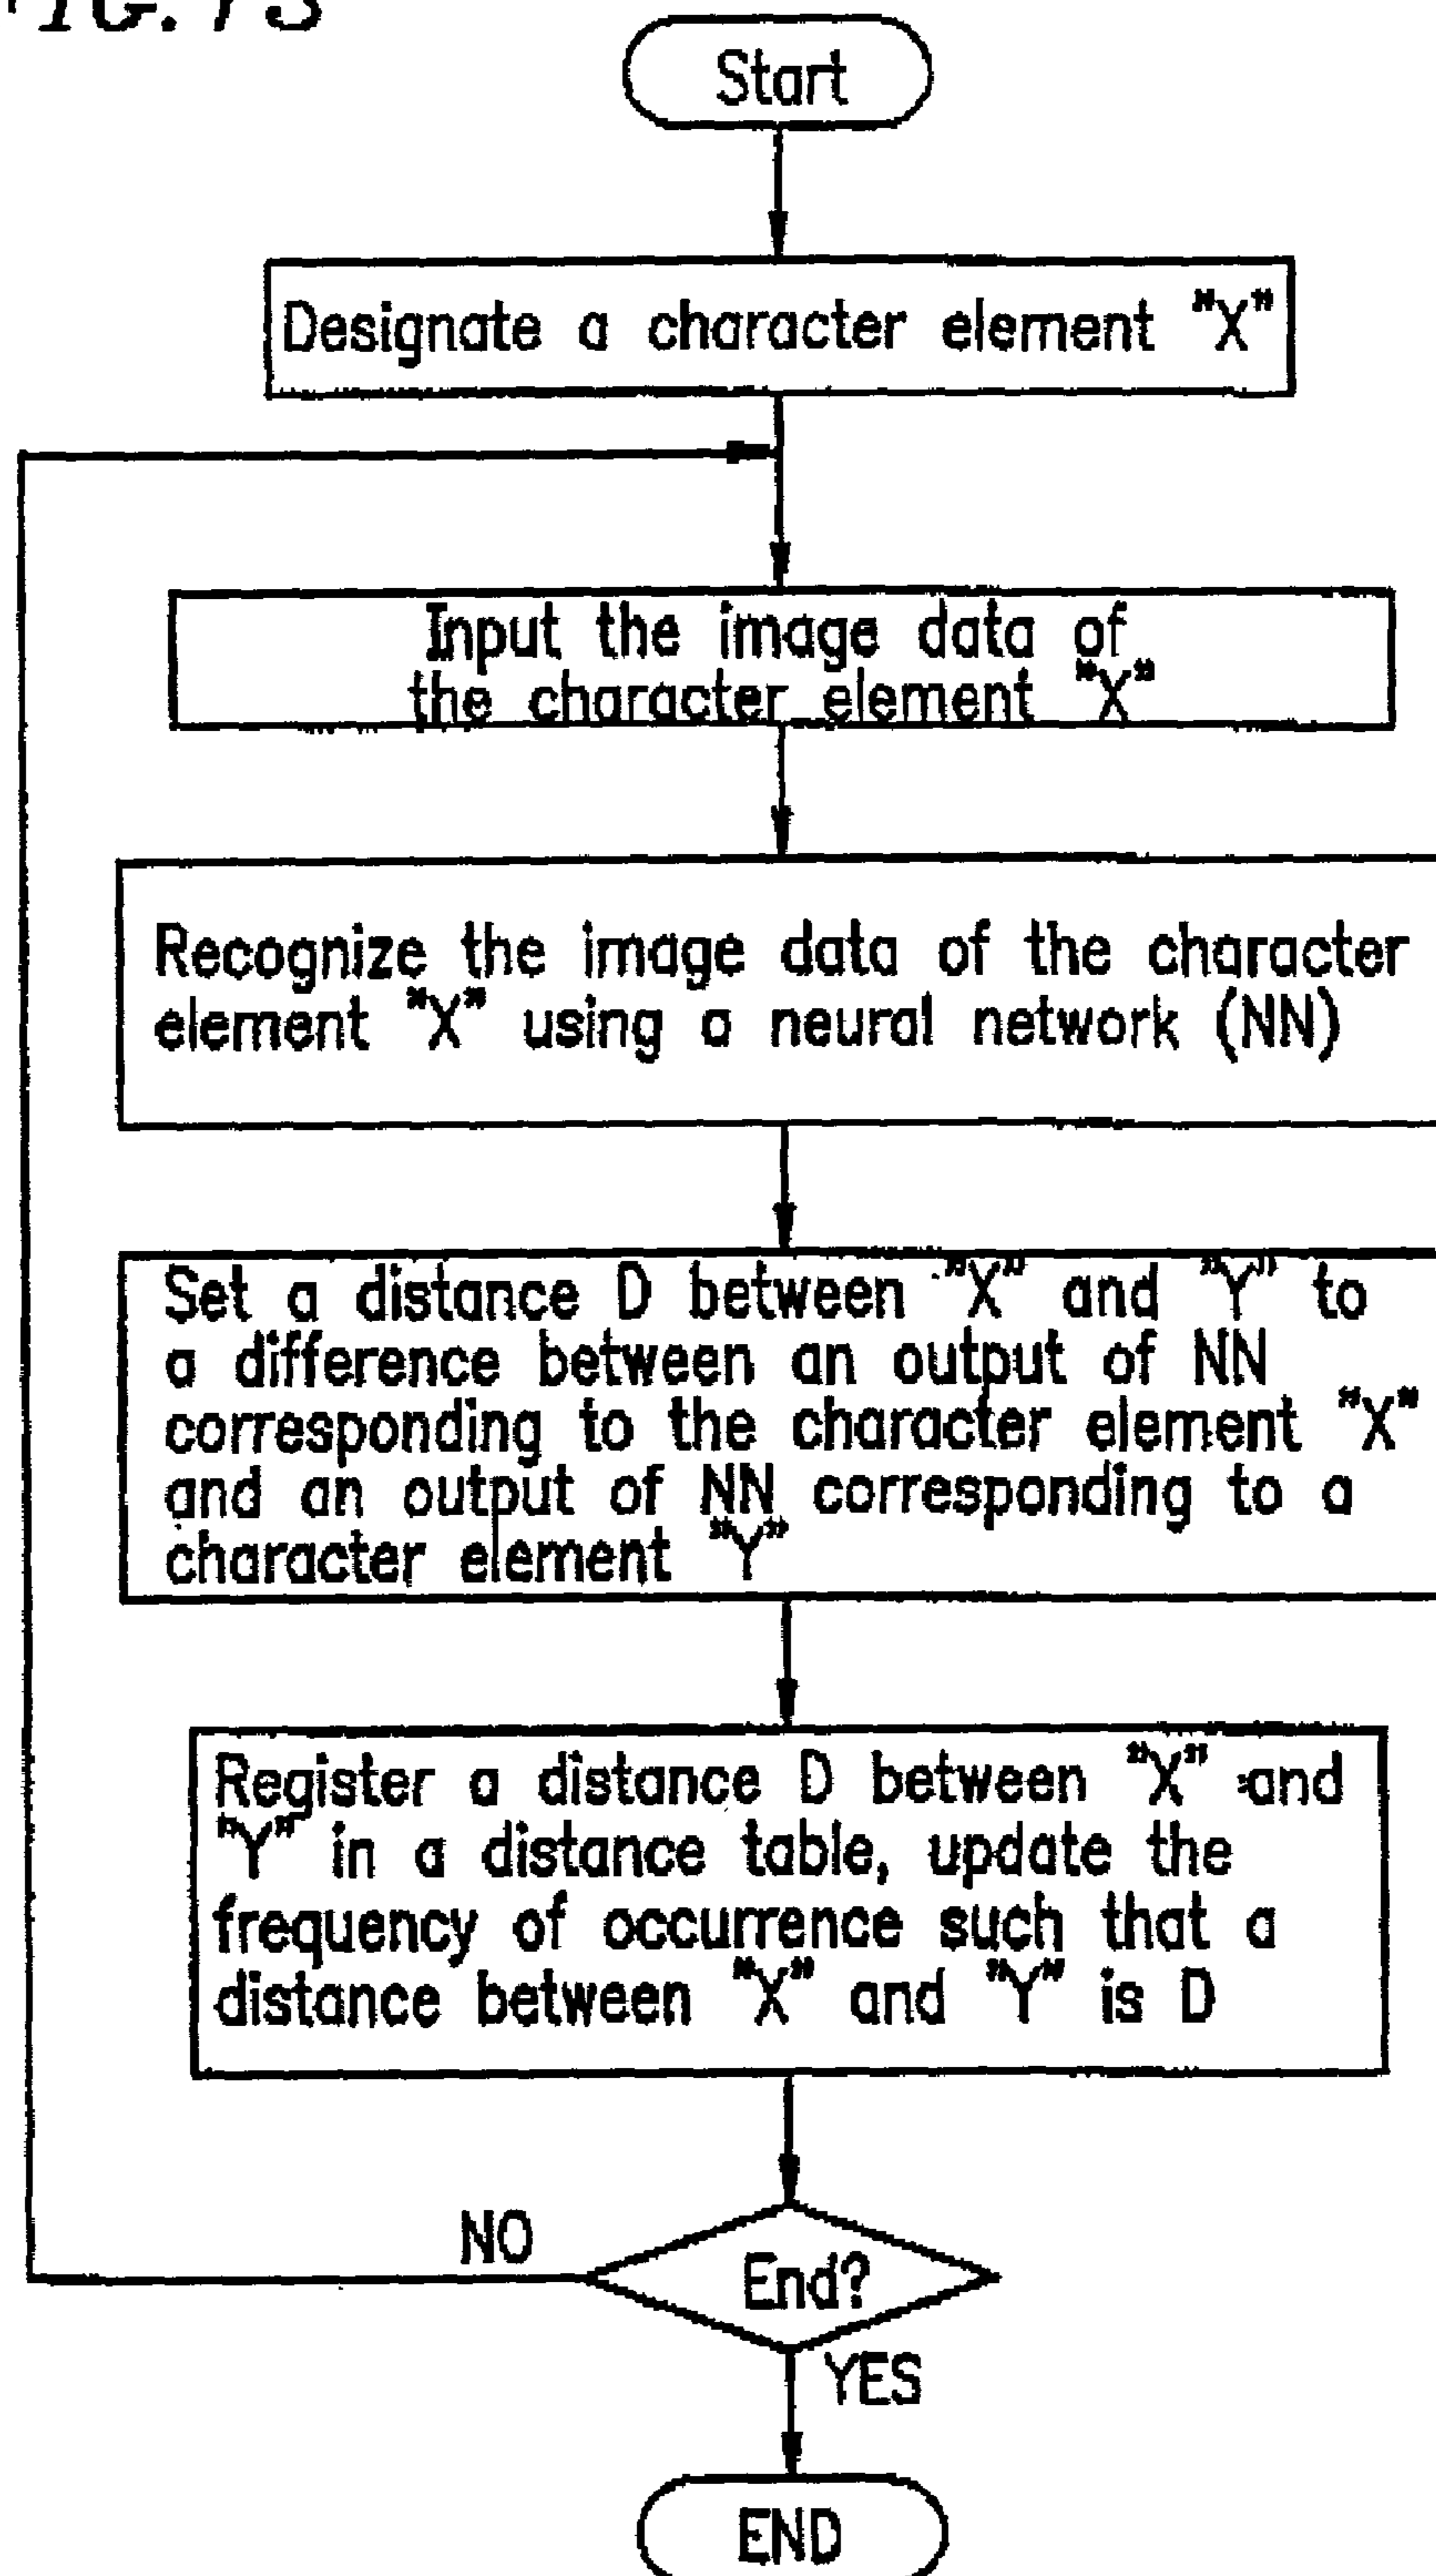 Start
Designate a character element "X"
Input the image data of
the character element "X"
Recognize the image data of the character
element "X" using a neural network (NN)
Set a distance D between "X" and "Y" to
a difference between an output of NN
corresponding to the character element "X"
and an output of NN corresponding to a
character element "Y"
Register a distance D between "X" and
"Y" in a distance table, update the
frequency of occurrence such that a
distance between "X" and "Y" is D
NO
End?
YES
END